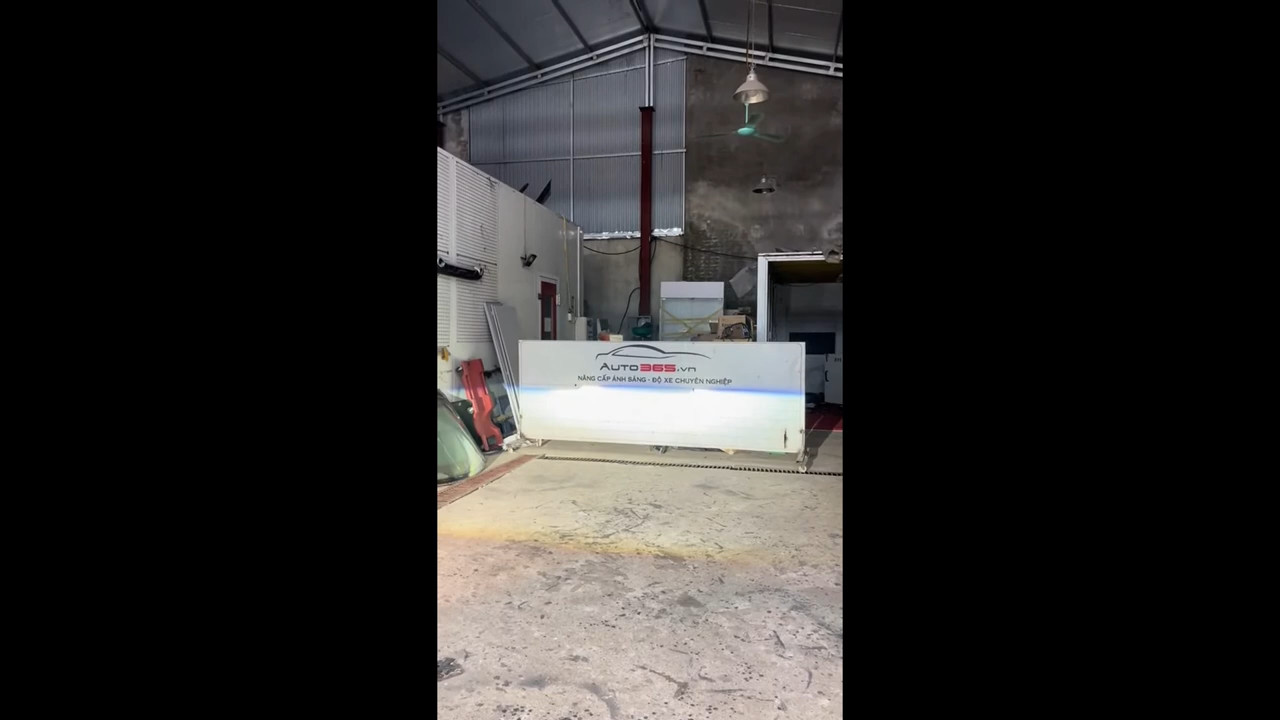 AUTO365.vn
NÂNG CẤP ÁNH SÁNG - ĐỘ XE CHUYÊN NGHIỆP